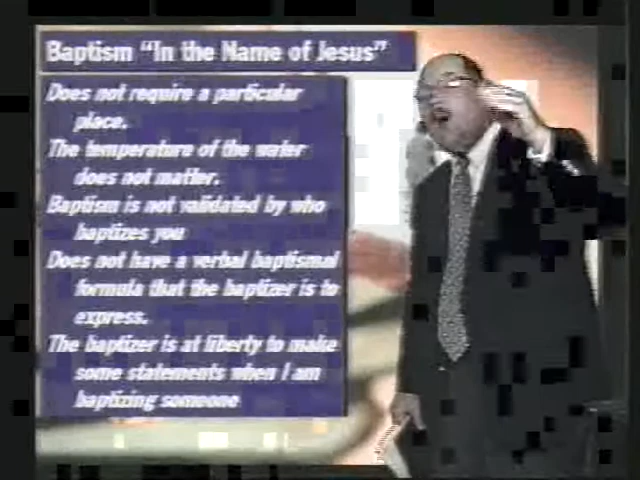 Baptism “In the Name of Jesus”
Does not require a particular
place.
The temperature of the water
does not matter.
Baptism is not validated by who
baptizes you
Does not have a verbal baptismal
formula that the baptizer is to
express.
The baptizer is at liberty to make
some statements when I am
baptizing someone